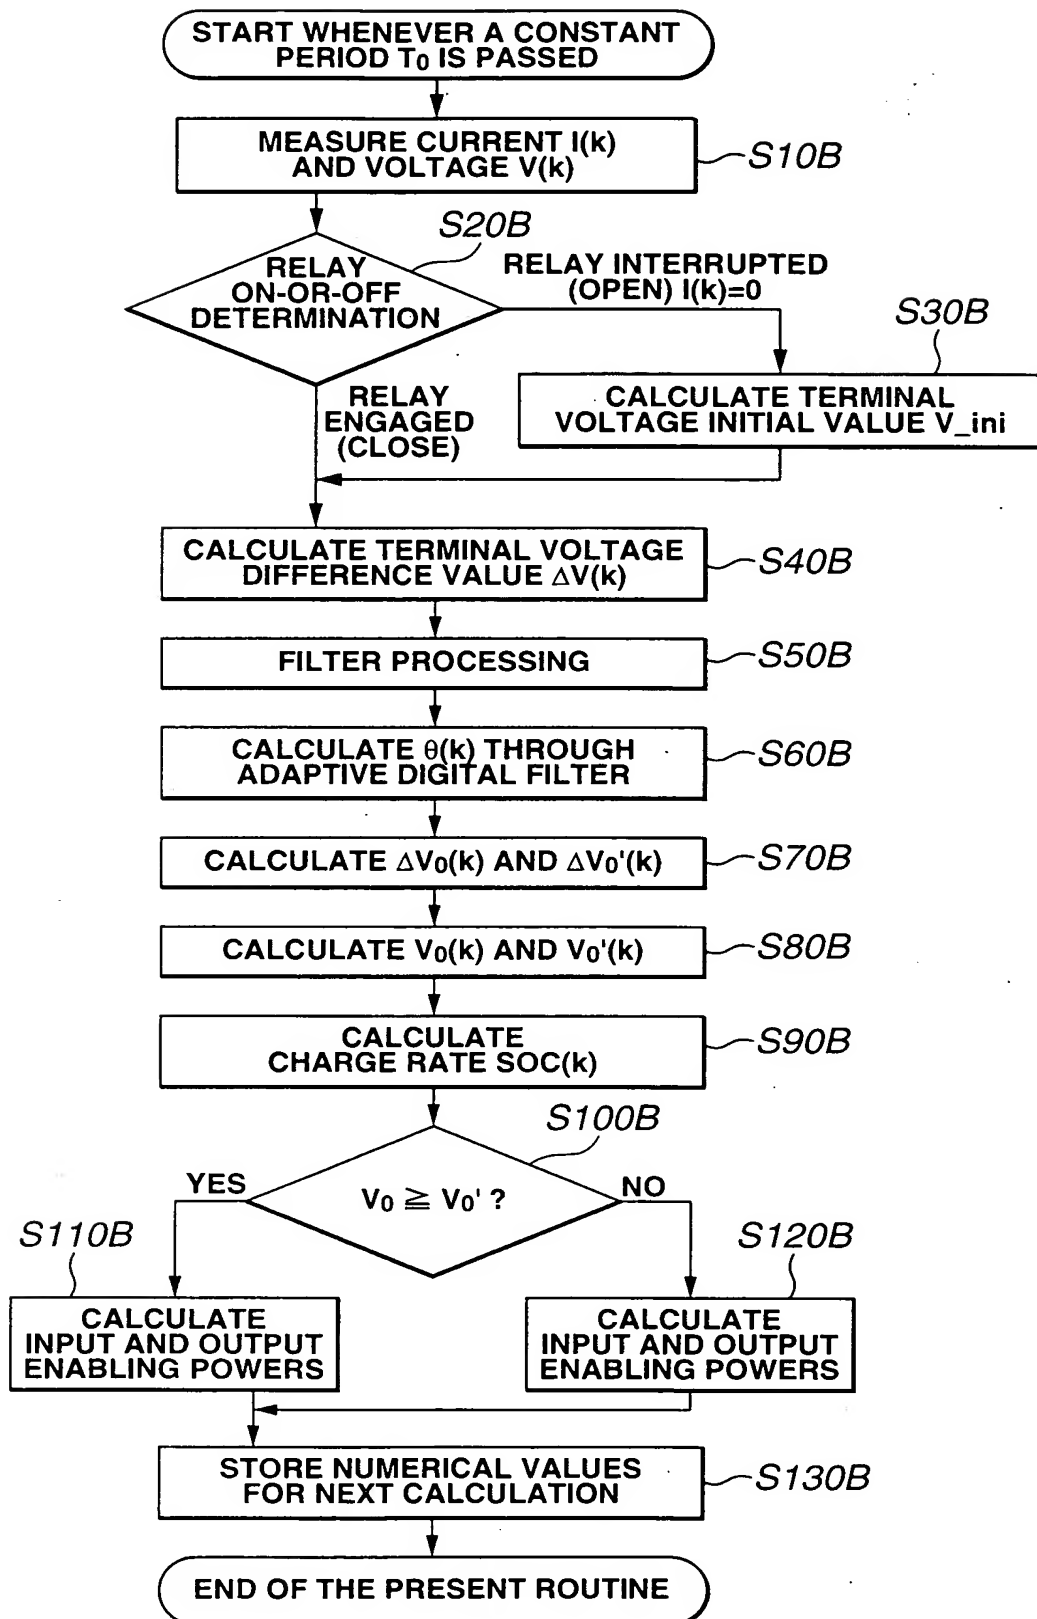 START WHENEVER A CONSTANT
PERIOD T0 IS PASSED
MEASURE CURRENT I(k)
AND VOLTAGE V(k)
S10B
S20B
RELAY
ON-OR-OFF
DETERMINATION
RELAY INTERRUPTED
(OPEN) I(k)=0
S30B
CALCULATE TERMINAL
VOLTAGE INITIAL VALUE V_ini
RELAY
ENGAGED
(CLOSE)
CALCULATE TERMINAL VOLTAGE
DIFFERENCE VALUE ΔV(k)
S40B
FILTER PROCESSING
S50B
CALCULATE θ(k) THROUGH
ADAPTIVE DIGITAL FILTER
S60B
CALCULATE ΔV0(k) AND ΔV0'(k)
S70B
CALCULATE V0(k) AND V0'(k)
S80B
CALCULATE
CHARGE RATE SOC(k)
S90B
S100B
V0 ≧ V0' ?
YES
NO
S110B
CALCULATE
INPUT AND OUTPUT
ENABLING POWERS
S120B
CALCULATE
INPUT AND OUTPUT
ENABLING POWERS
STORE NUMERICAL VALUES
FOR NEXT CALCULATION
S130B
END OF THE PRESENT ROUTINE